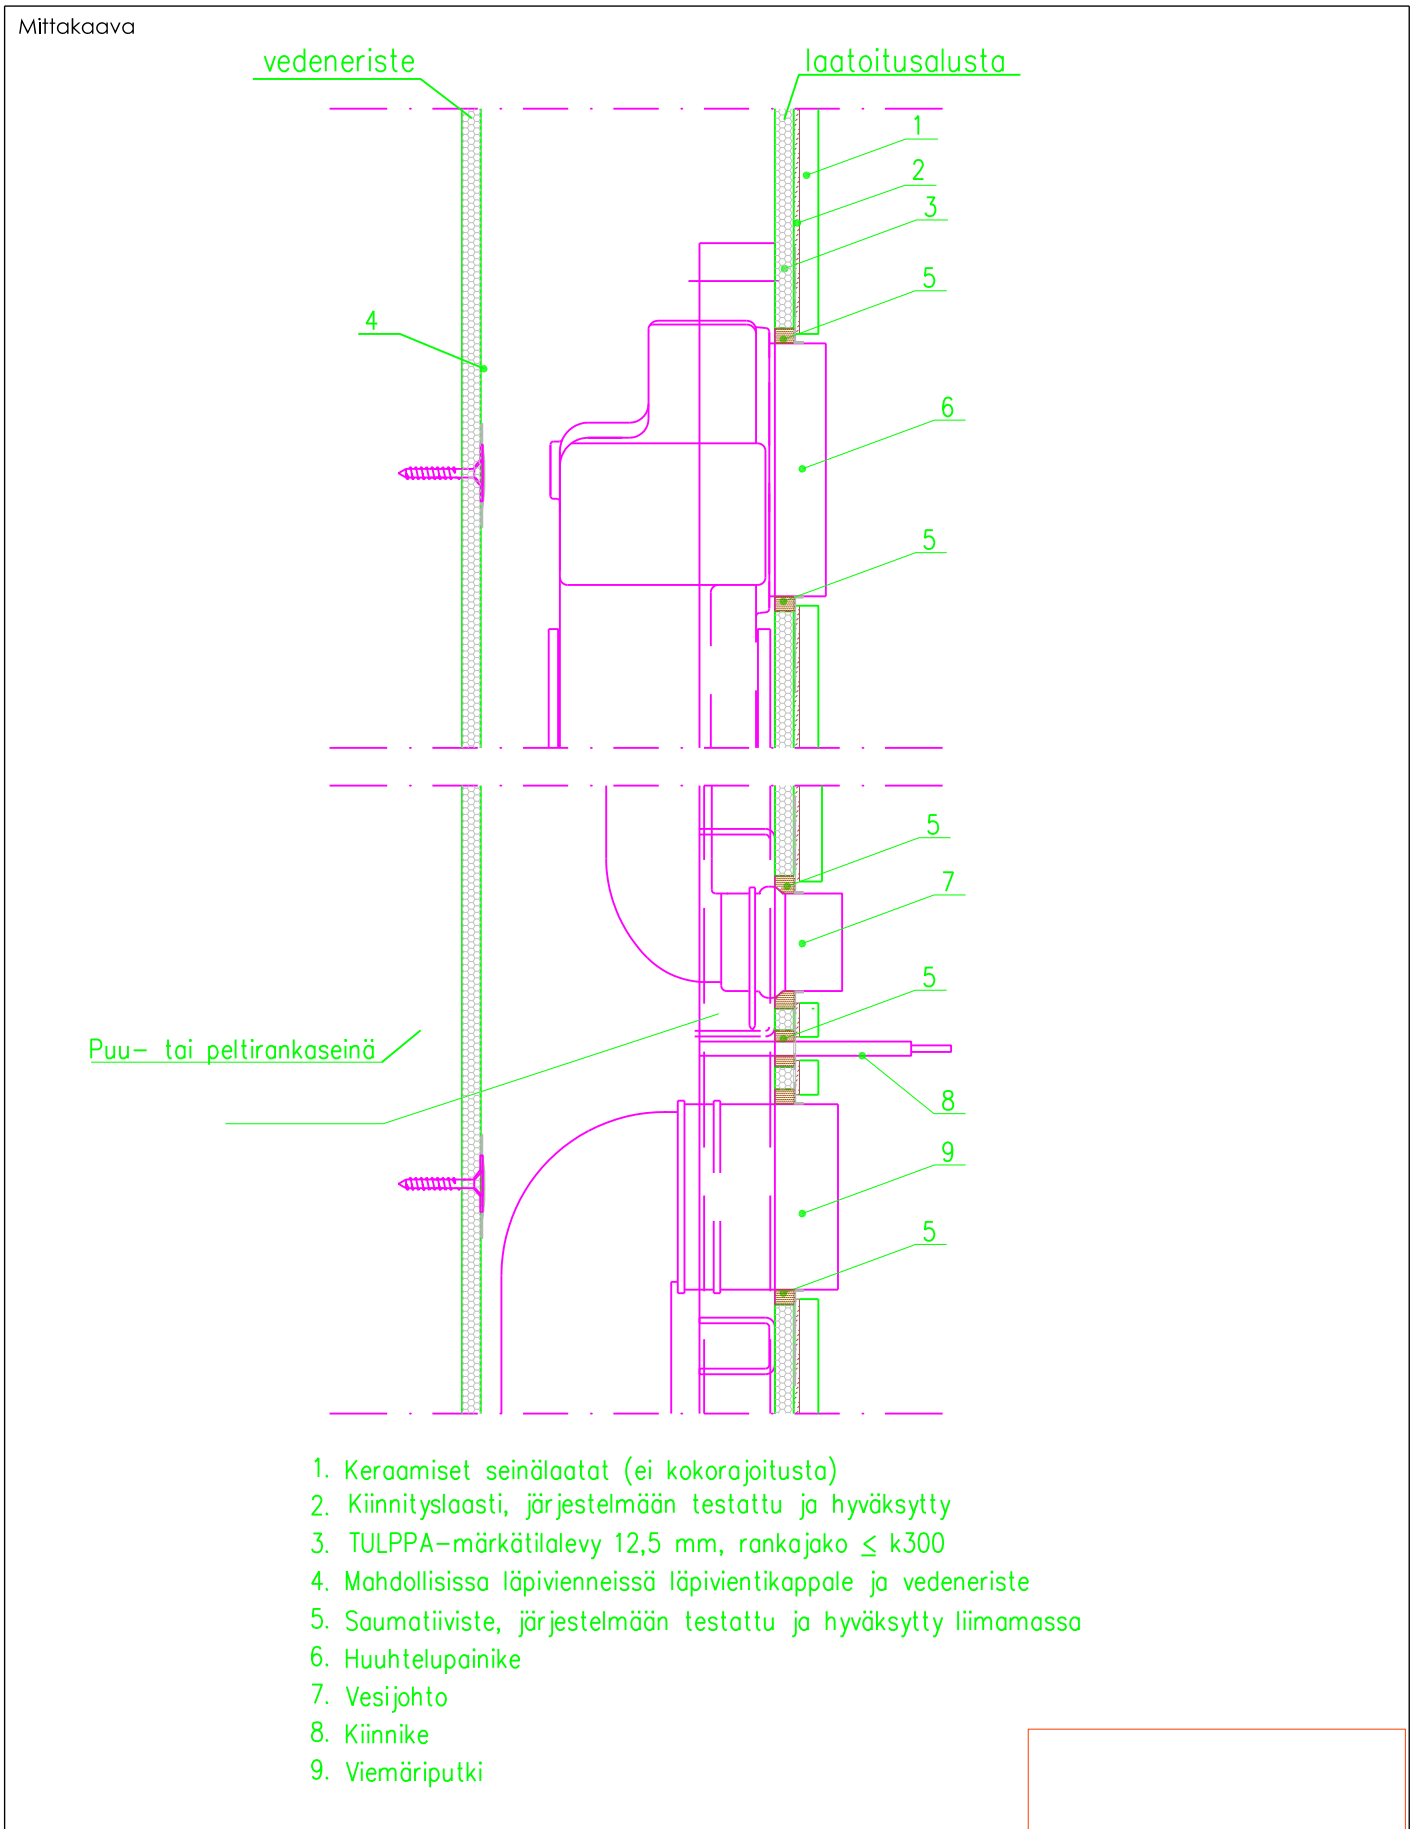 Mittakaava
vedeneriste
laatoitusalusta
1
2
3
5
4
6
5
5
7
5
Puu- tai peltirankaseinä
8
9
5
1. Keraamiset seinälaatat (ei kokorajoitusta)
2. Kiinnityslaasti, järjestelmään testattu ja hyväksytty
3. TULPPA-märkätilalevy 12,5 mm, rankajako ≤ k300
4. Mahdollisissa läpivienneissä läpivientikappale ja vedeneriste
5. Saumatiiviste, järjestelmään testattu ja hyväksytty liimamassa
6. Huuhtelupainike
7. Vesijohto
8. Kiinnike
9. Viemäriputki